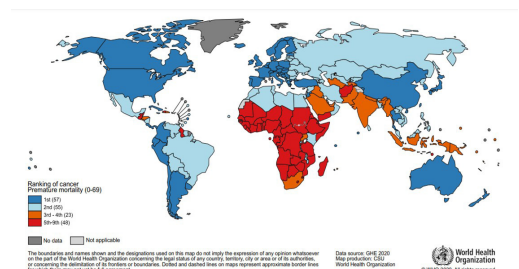 Ranking of cancer
Premature mortality (0-69)
1st (57)
2nd (55)
3rd - 4th (23)
5th-9th (48)
No data
Not applicable
The boundaries and names shown and the designations used on this map do not imply the expression of any opinion whatsoever
on the part of the World Health Organization concerning the legal status of any country, territory, city or area or of its authorities,
or concerning the delimitation of its frontiers or boundaries. Dotted and dashed lines on maps represent approximate border lines
Data source: GHE 2020
Map production: CSU
World Health Organization
World Health
Organization